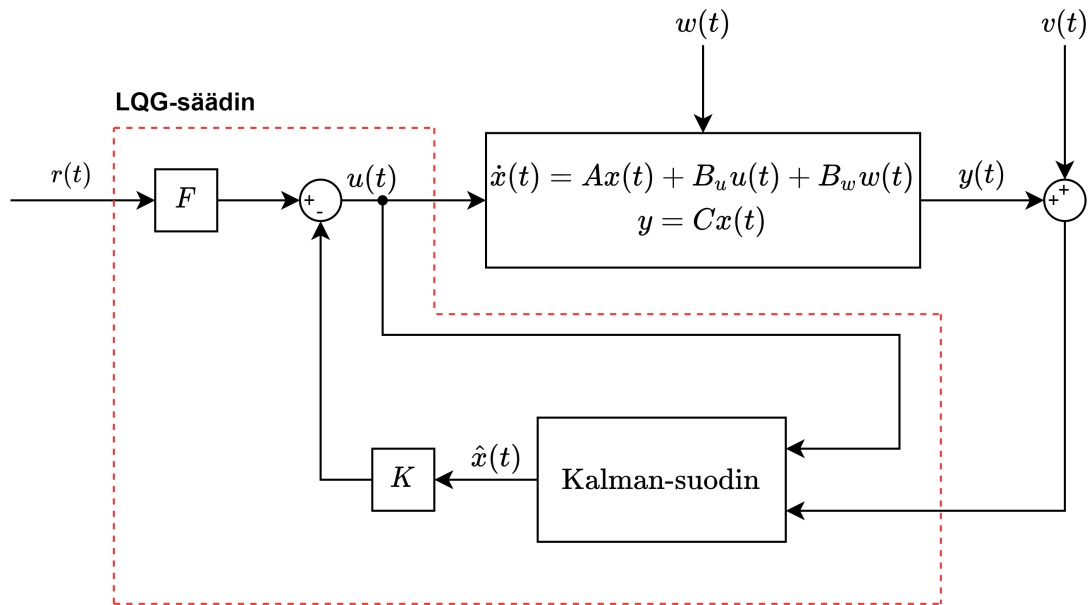 w(t)
v(t)
LQG-säädin
r(t)
F
+
-
u(t)
ẋ(t) = Ax(t) + B_u u(t) + B_w w(t)
y = Cx(t)
y(t)
+
+
K
x̂(t)
Kalman-suodin